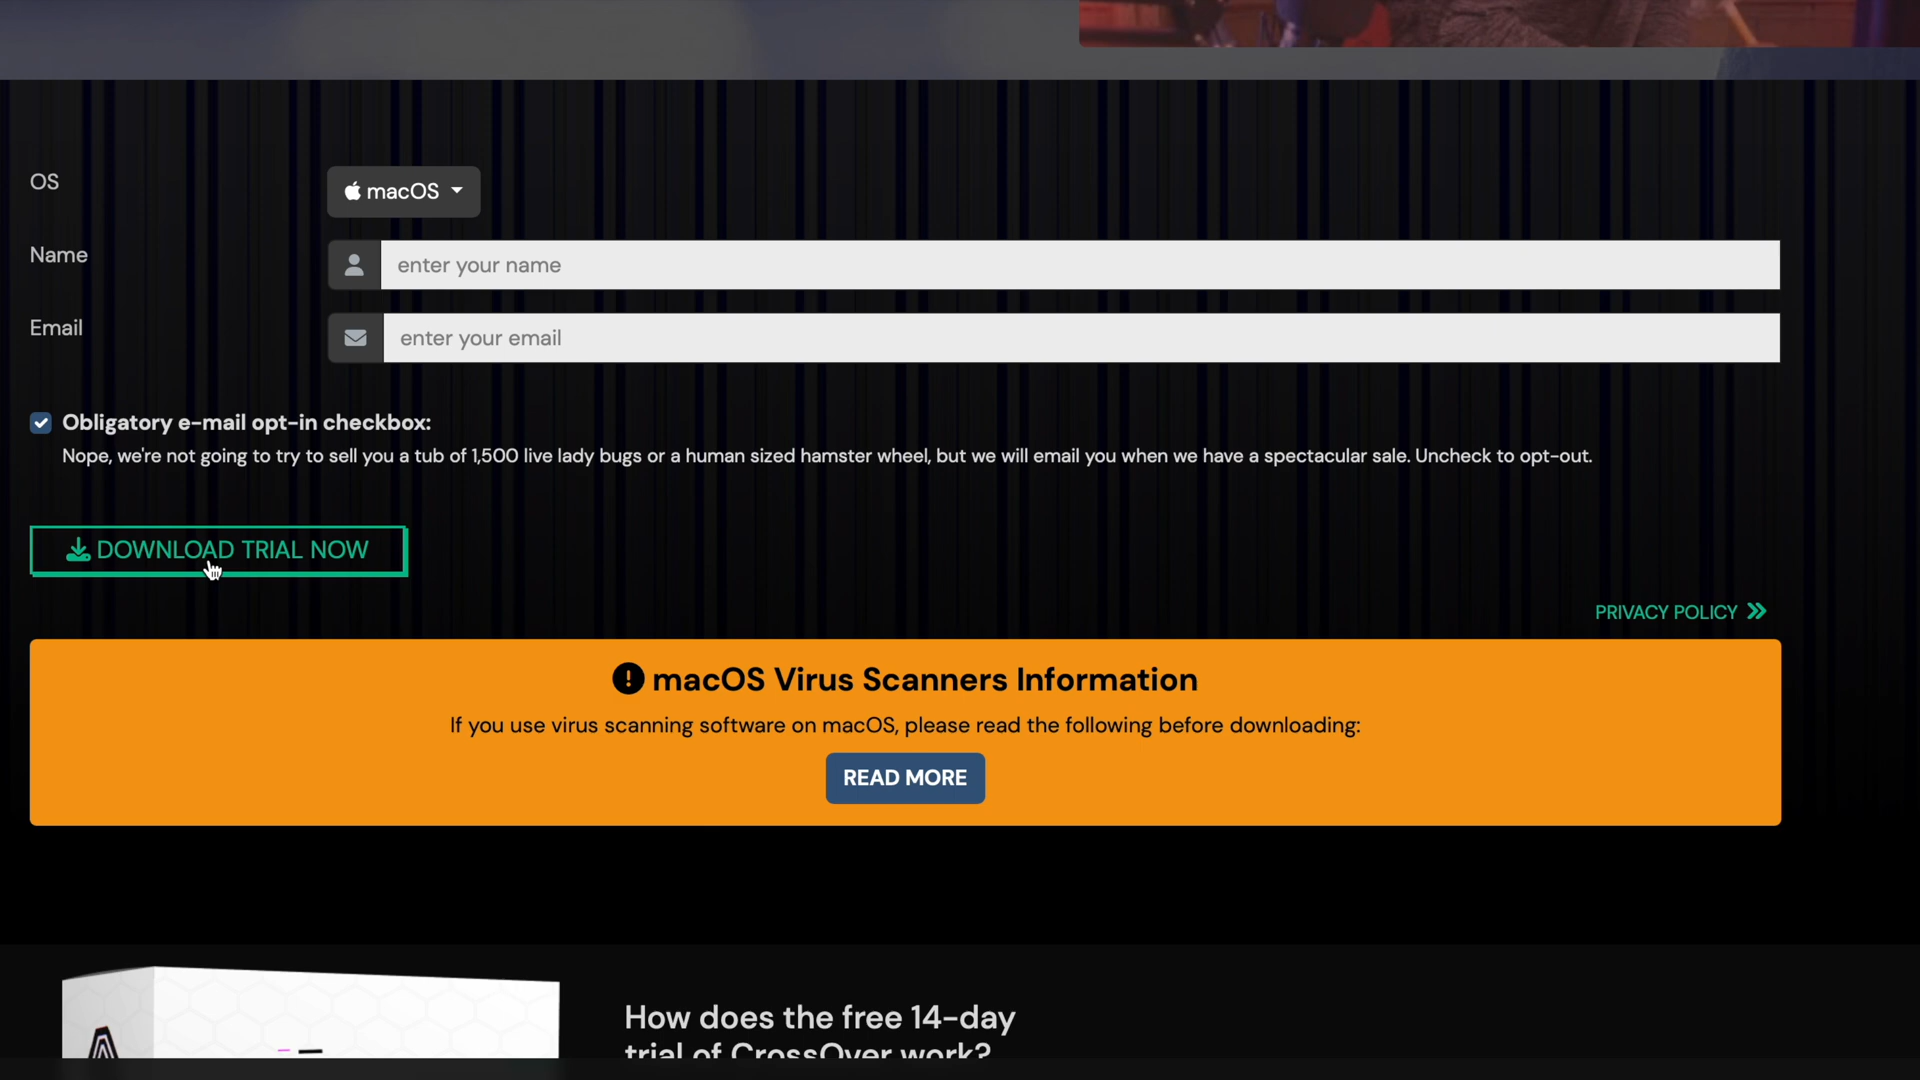 OS
macOS
Name
enter your name
Email
enter your email
Obligatory e-mail opt-in checkbox:
Nope, we're not going to try to sell you a tub of 1,500 live lady bugs or a human sized hamster wheel, but we will email you when we have a spectacular sale. Uncheck to opt-out.
DOWNLOAD TRIAL NOW
PRIVACY POLICY
macOS Virus Scanners Information
If you use virus scanning software on macOS, please read the following before downloading:
READ MORE
How does the free 14-day
trial of CrossOver work?